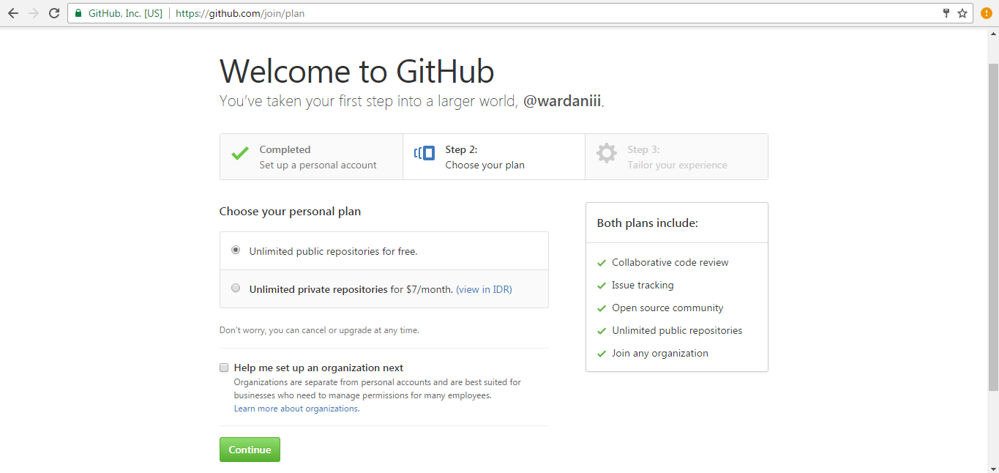 GitHub, Inc. [US] https://github.com/join/plan
Welcome to GitHub
You've taken your first step into a larger world, @wardaniii.
Completed
Set up a personal account
Step 2:
Choose your plan
Step 3:
Tailor your experience
Choose your personal plan
Unlimited public repositories for free.
Unlimited private repositories for $7/month. (view in IDR)
Don't worry, you can cancel or upgrade at any time.
Help me set up an organization next
Organizations are separate from personal accounts and are best suited for
businesses who need to manage permissions for many employees.
Learn more about organizations.
Continue
Both plans include:
Collaborative code review
Issue tracking
Open source community
Unlimited public repositories
Join any organization